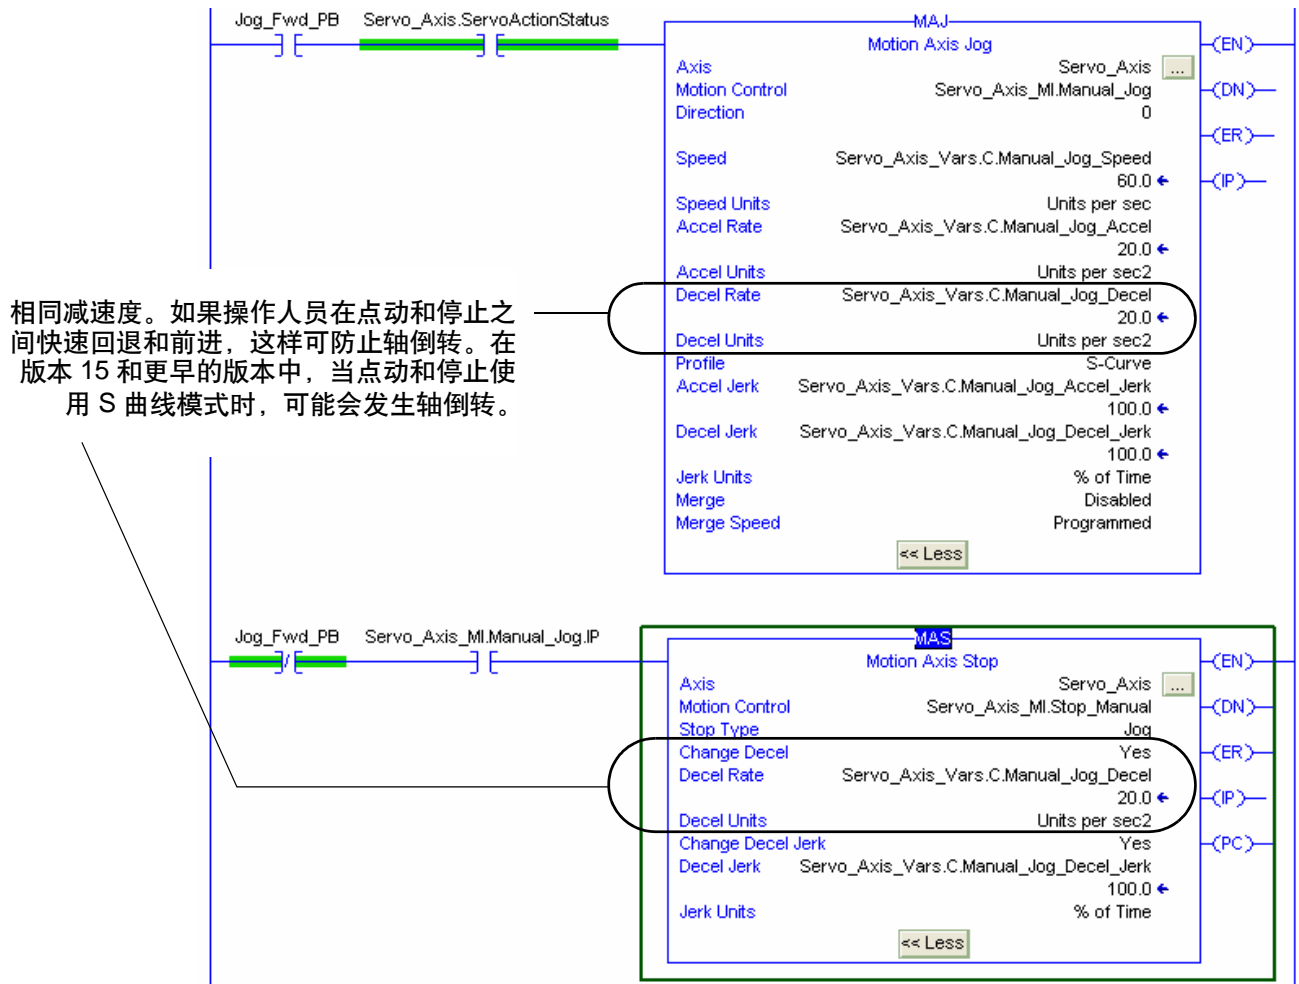 Jog_Fwd_PB Servo_Axis.ServoActionStatus
MAJ
Motion Axis Jog
Axis Servo_Axis ...
Motion Control Servo_Axis_MI.Manual_Jog
Direction 0
Speed Servo_Axis_Vars.C.Manual_Jog_Speed
60.0
Speed Units Units per sec
Accel Rate Servo_Axis_Vars.C.Manual_Jog_Accel
20.0
Accel Units Units per sec2
Decel Rate Servo_Axis_Vars.C.Manual_Jog_Decel
20.0
Decel Units Units per sec2
Profile S-Curve
Accel Jerk Servo_Axis_Vars.C.Manual_Jog_Accel_Jerk
100.0
Decel Jerk Servo_Axis_Vars.C.Manual_Jog_Decel_Jerk
100.0
Jerk Units % of Time
Merge Disabled
Merge Speed Programmed
<< Less
(EN)
(DN)
(ER)
(IP)
相同减速度。如果操作人员在点动和停止之
间快速回退和前进，这样可防止轴倒转。在
版本 15 和更早的版本中，当点动和停止使
用 S 曲线模式时，可能会发生轴倒转。
Jog_Fwd_PB Servo_Axis_MI.Manual_Jog.IP
MAS
Motion Axis Stop
Axis Servo_Axis ...
Motion Control Servo_Axis_MI.Stop_Manual
Stop Type Jog
Change Decel Yes
Decel Rate Servo_Axis_Vars.C.Manual_Jog_Decel
20.0
Decel Units Units per sec2
Change Decel Jerk Yes
Decel Jerk Servo_Axis_Vars.C.Manual_Jog_Decel_Jerk
100.0
Jerk Units % of Time
<< Less
(EN)
(DN)
(ER)
(IP)
(PC)